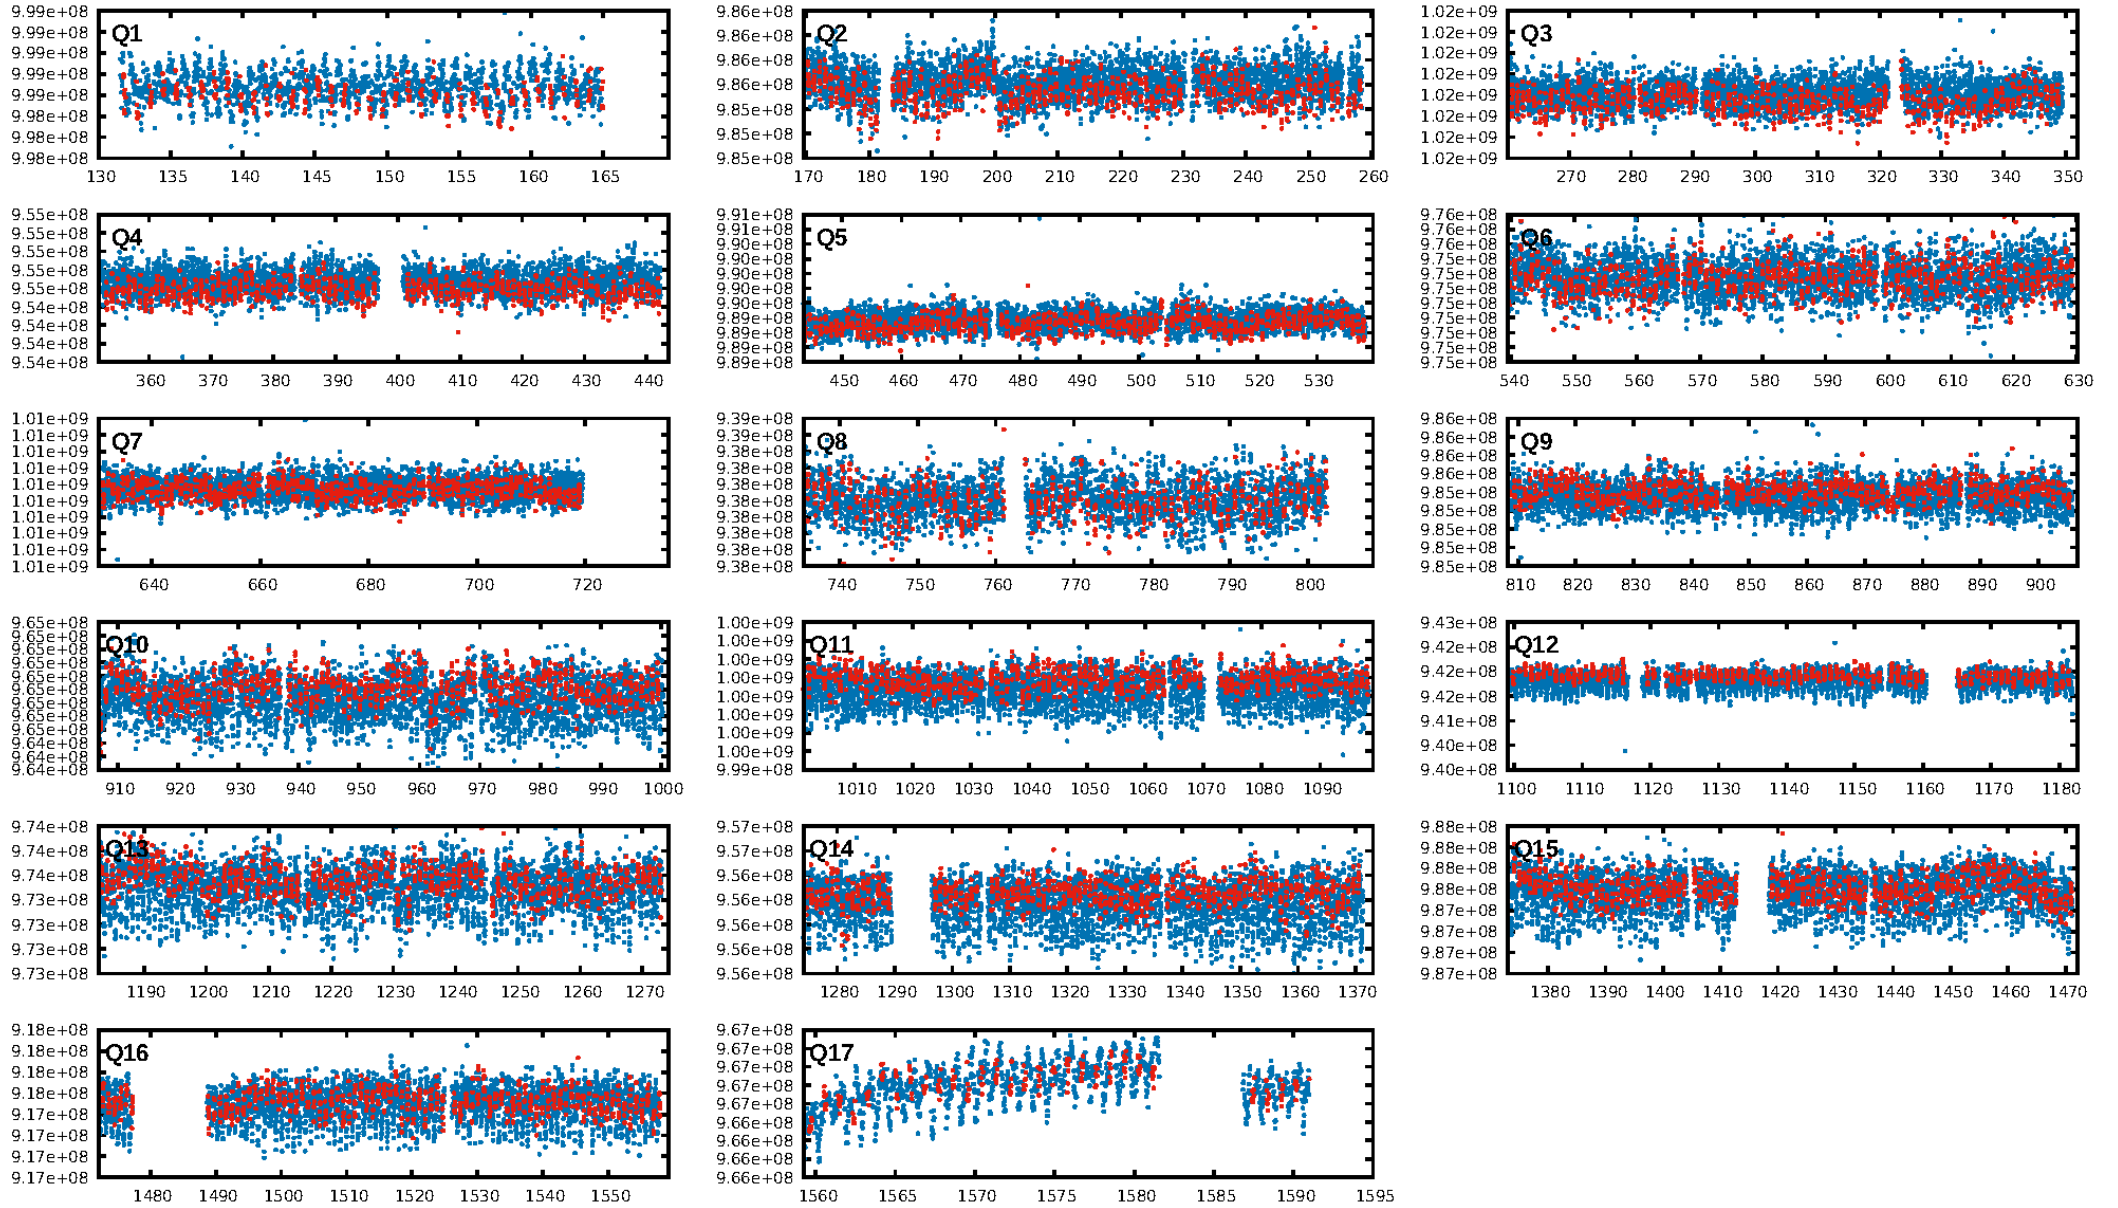 9.99e+08
9.99e+08
9.99e+08
9.99e+08
9.99e+08
9.98e+08
9.98e+08
9.98e+08
Q1
130 135 140 145 150 155 160 165
9.86e+08
9.86e+08
9.86e+08
9.86e+08
9.85e+08
9.85e+08
9.85e+08
Q2
170 180 190 200 210 220 230 240 250 260
1.02e+09
1.02e+09
1.02e+09
1.02e+09
1.02e+09
1.02e+09
1.02e+09
1.02e+09
Q3
270 280 290 300 310 320 330 340 350
9.55e+08
9.55e+08
9.55e+08
9.55e+08
9.55e+08
9.54e+08
9.54e+08
9.54e+08
9.54e+08
Q4
360 370 380 390 400 410 420 430 440
9.91e+08
9.90e+08
9.90e+08
9.90e+08
9.90e+08
9.90e+08
9.90e+08
9.89e+08
9.89e+08
9.89e+08
9.89e+08
Q5
450 460 470 480 490 500 510 520 530
9.76e+08
9.76e+08
9.76e+08
9.75e+08
9.75e+08
9.75e+08
9.75e+08
9.75e+08
9.75e+08
9.75e+08
9.75e+08
Q6
540 550 560 570 580 590 600 610 620 630
1.01e+09
1.01e+09
1.01e+09
1.01e+09
1.01e+09
1.01e+09
1.01e+09
1.01e+09
1.01e+09
1.01e+09
Q7
640 660 680 700 720
9.39e+08
9.39e+08
9.38e+08
9.38e+08
9.38e+08
9.38e+08
9.38e+08
9.38e+08
9.38e+08
9.38e+08
Q8
740 750 760 770 780 790 800
9.86e+08
9.86e+08
9.86e+08
9.86e+08
9.85e+08
9.85e+08
9.85e+08
9.85e+08
9.85e+08
Q9
810 820 830 840 850 860 870 880 890 900
9.65e+08
9.65e+08
9.65e+08
9.65e+08
9.65e+08
9.65e+08
9.65e+08
9.65e+08
9.65e+08
9.64e+08
9.64e+08
9.64e+08
Q10
910 920 930 940 950 960 970 980 990 1000
1.00e+09
1.00e+09
1.00e+09
1.00e+09
1.00e+09
1.00e+09
1.00e+09
1.00e+09
9.99e+08
Q11
1010 1020 1030 1040 1050 1060 1070 1080 1090
9.43e+08
9.42e+08
9.42e+08
9.42e+08
9.41e+08
9.40e+08
9.40e+08
Q12
1100 1110 1120 1130 1140 1150 1160 1170 1180
9.74e+08
9.74e+08
9.74e+08
9.73e+08
9.73e+08
9.73e+08
9.73e+08
Q13
1190 1200 1210 1220 1230 1240 1250 1260 1270
9.57e+08
9.57e+08
9.56e+08
9.56e+08
9.56e+08
9.56e+08
9.56e+08
Q14
1280 1290 1300 1310 1320 1330 1340 1350 1360 1370
9.88e+08
9.88e+08
9.88e+08
9.88e+08
9.87e+08
9.87e+08
9.87e+08
9.87e+08
Q15
1380 1390 1400 1410 1420 1430 1440 1450 1460 1470
9.18e+08
9.18e+08
9.18e+08
9.18e+08
9.17e+08
9.17e+08
9.17e+08
9.17e+08
Q16
1480 1490 1500 1510 1520 1530 1540 1550
9.67e+08
9.67e+08
9.67e+08
9.67e+08
9.67e+08
9.66e+08
9.66e+08
9.66e+08
9.66e+08
Q17
1560 1565 1570 1575 1580 1585 1590 1595